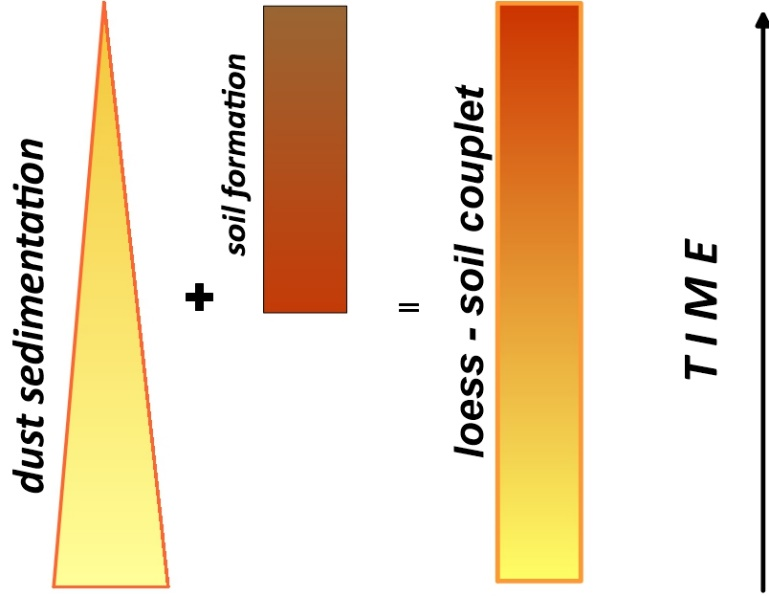 dust sedimentation
+
soil formation
=
loess - soil couplet
TIME